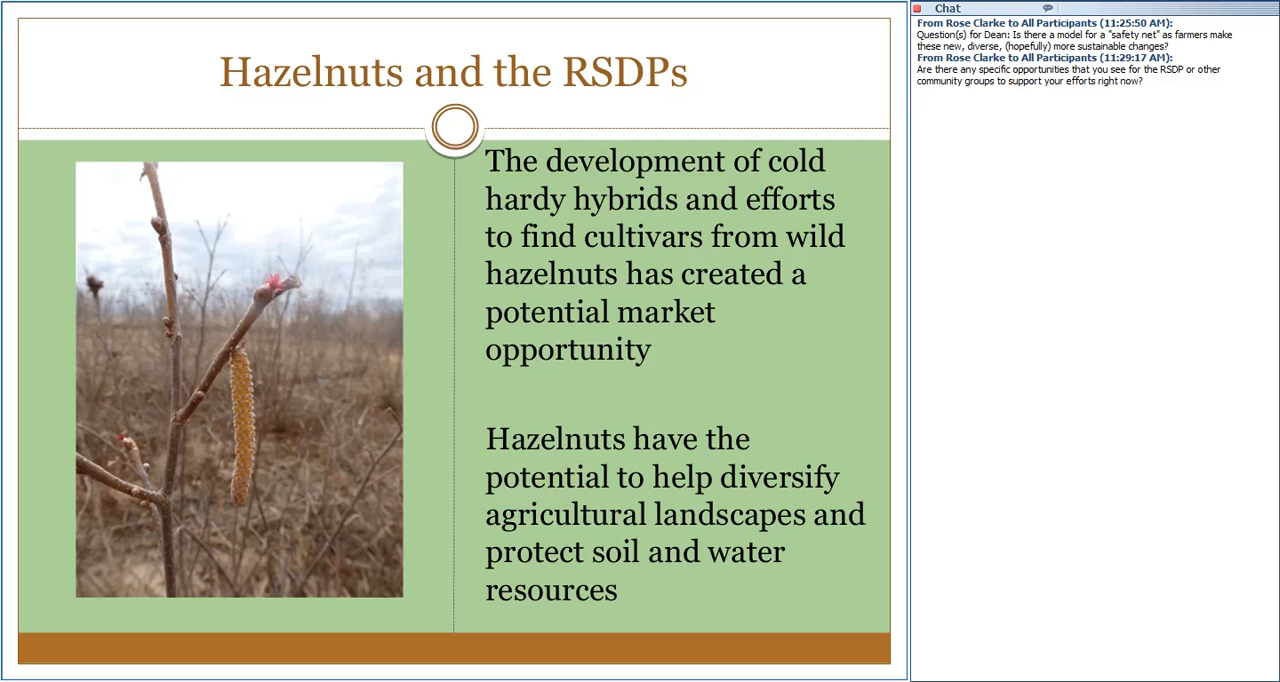 Hazelnuts and the RSDPs
The development of cold
hardy hybrids and efforts
to find cultivars from wild
hazelnuts has created a
potential market
opportunity
Hazelnuts have the
potential to help diversify
agricultural landscapes and
protect soil and water
resources
Chat
From Rose Clarke to All Participants (11:25:50 AM):
Question(s) for Dean: Is there a model for a "safety net" as farmers make
these new, diverse, (hopefully) more sustainable changes?
From Rose Clarke to All Participants (11:29:17 AM):
Are there any specific opportunities that you see for the RSDP or other
community groups to support your efforts right now?